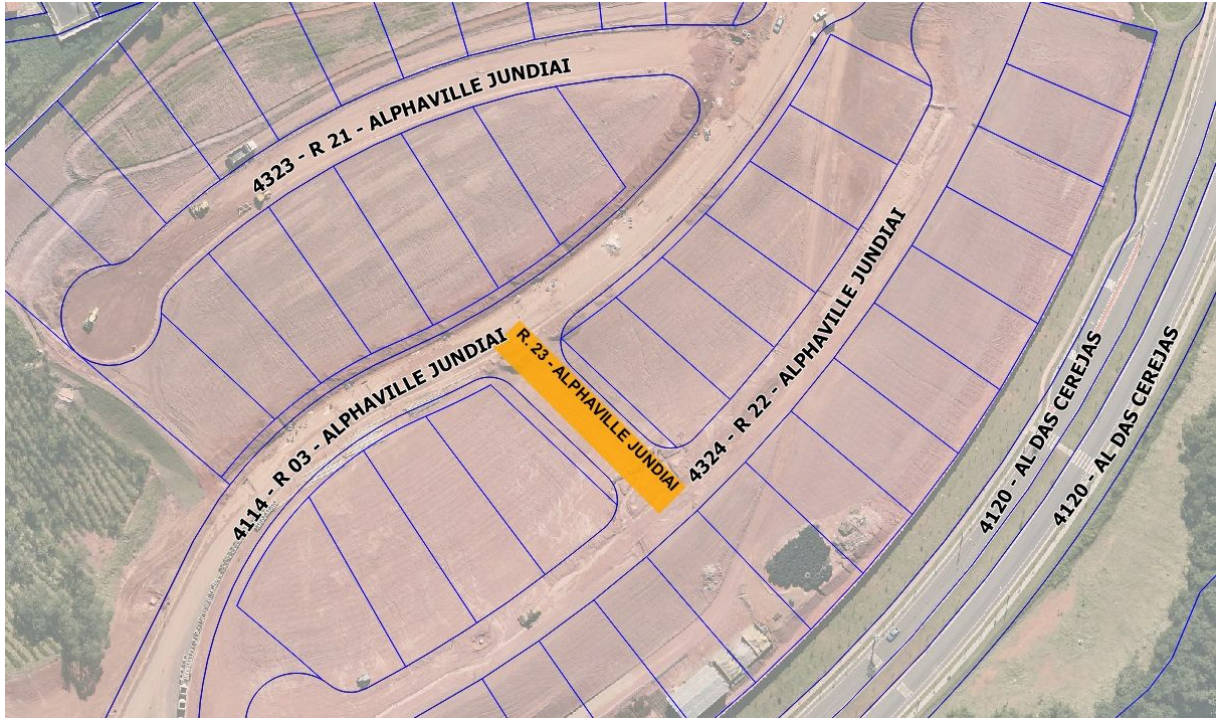 4323 - R 21 - ALPHAVILLE JUNDIAI
4114 - R 03 - ALPHAVILLE JUNDIAI
R. 23 - ALPHAVILLE JUNDIAI
4324 - R 22 - ALPHAVILLE JUNDIAI
4120 - AL DAS CEREJAS
4120 - AL DAS CEREJAS